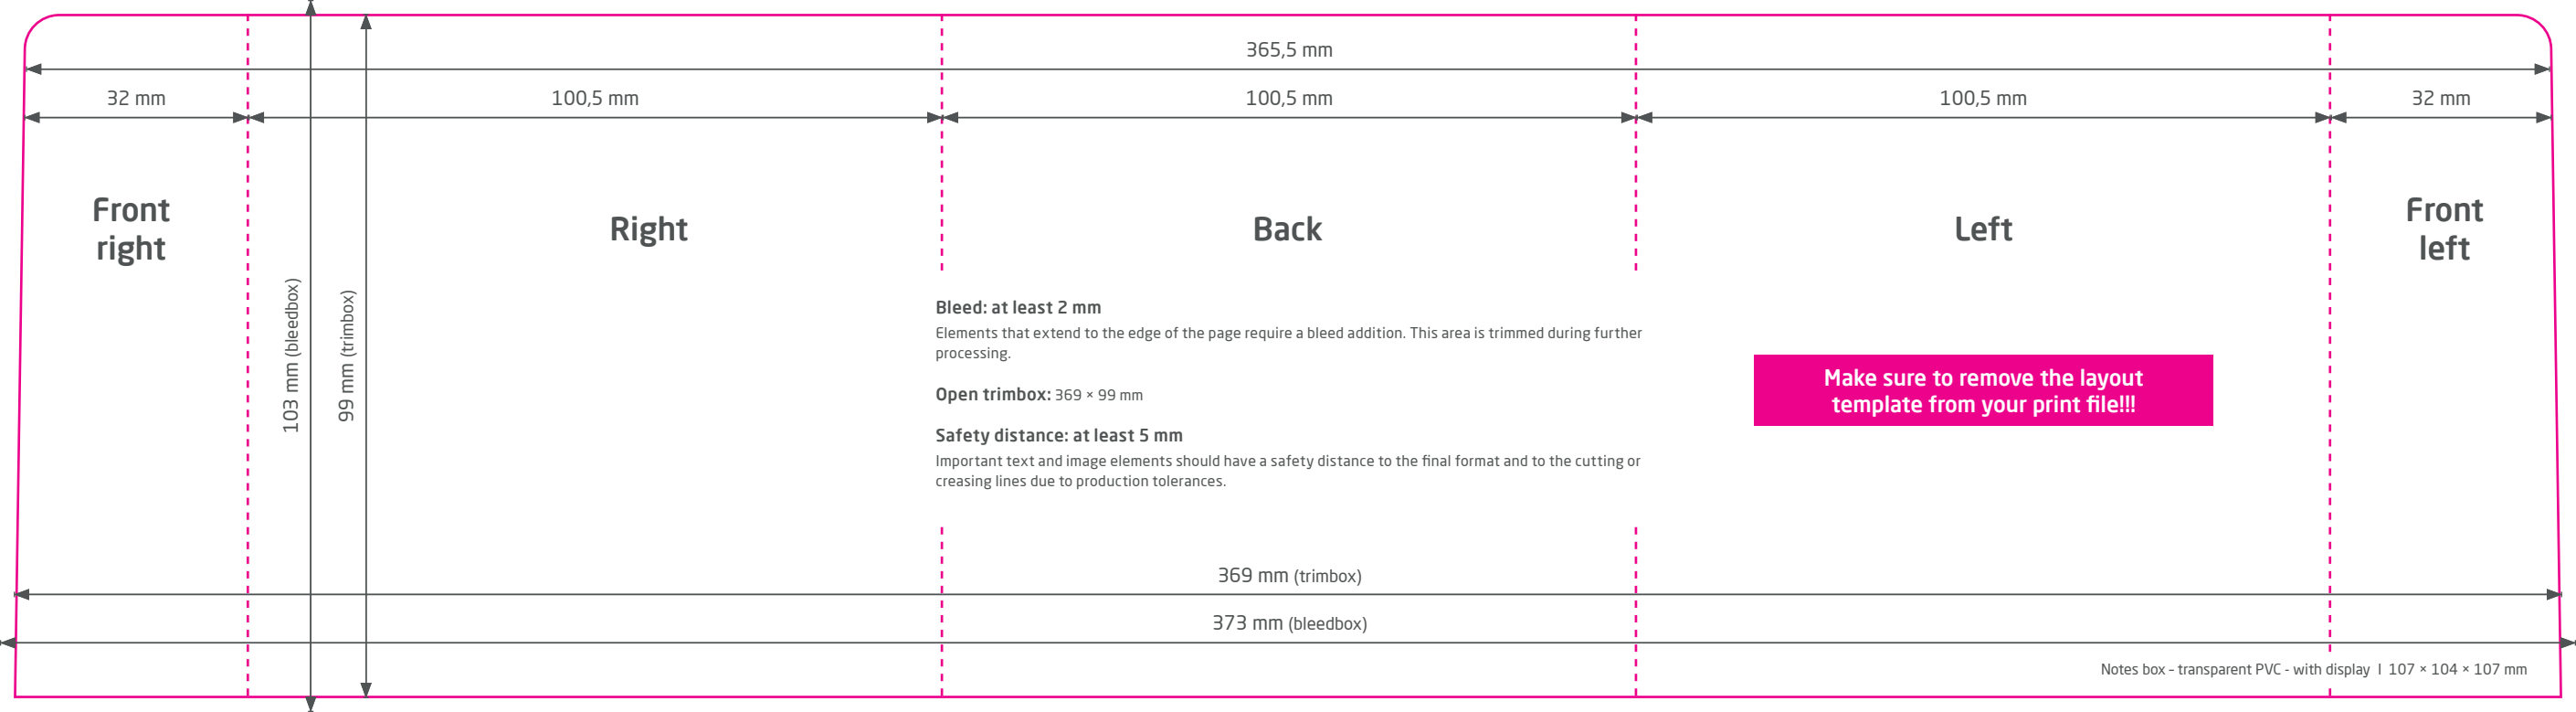 365,5 mm
32 mm
100,5 mm
100,5 mm
100,5 mm
32 mm
Front
right
Right
Back
Left
Front
left
103 mm (bleedbox)
99 mm (trimbox)
Bleed: at least 2 mm
Elements that extend to the edge of the page require a bleed addition. This area is trimmed during further
processing.
Open trimbox: 369 × 99 mm
Safety distance: at least 5 mm
Important text and image elements should have a safety distance to the final format and to the cutting or
creasing lines due to production tolerances.
Make sure to remove the layout
template from your print file!!!
369 mm (trimbox)
373 mm (bleedbox)
Notes box – transparent PVC - with display | 107 × 104 × 107 mm